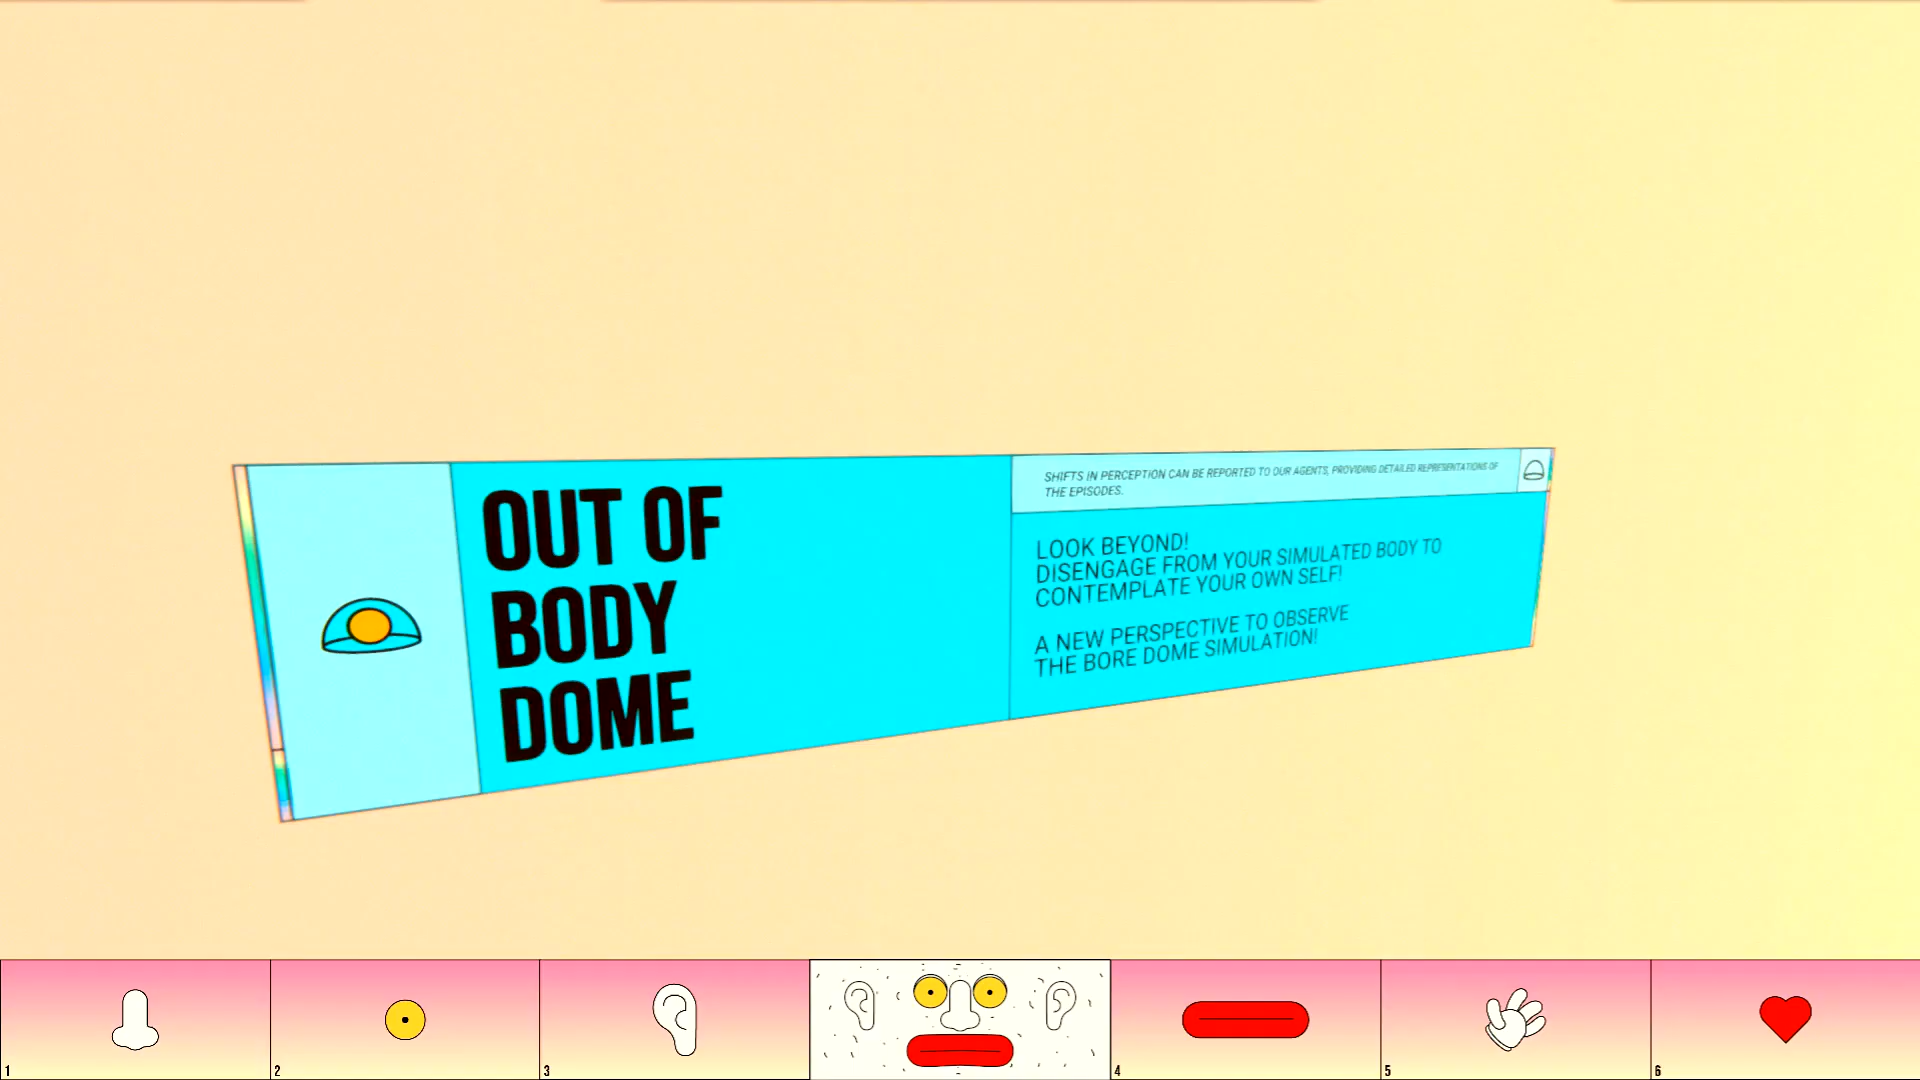 OUT OF
BODY
DOME
SHIFTS IN PERCEPTION CAN BE REPORTED TO OUR AGENTS, PROVIDING DETAILED REPRESENTATIONS OF
THE EPISODES.
LOOK BEYOND!
DISENGAGE FROM YOUR SIMULATED BODY TO
CONTEMPLATE YOUR OWN SELF!
A NEW PERSPECTIVE TO OBSERVE
THE BORE DOME SIMULATION!
1
2
3
4
5
6